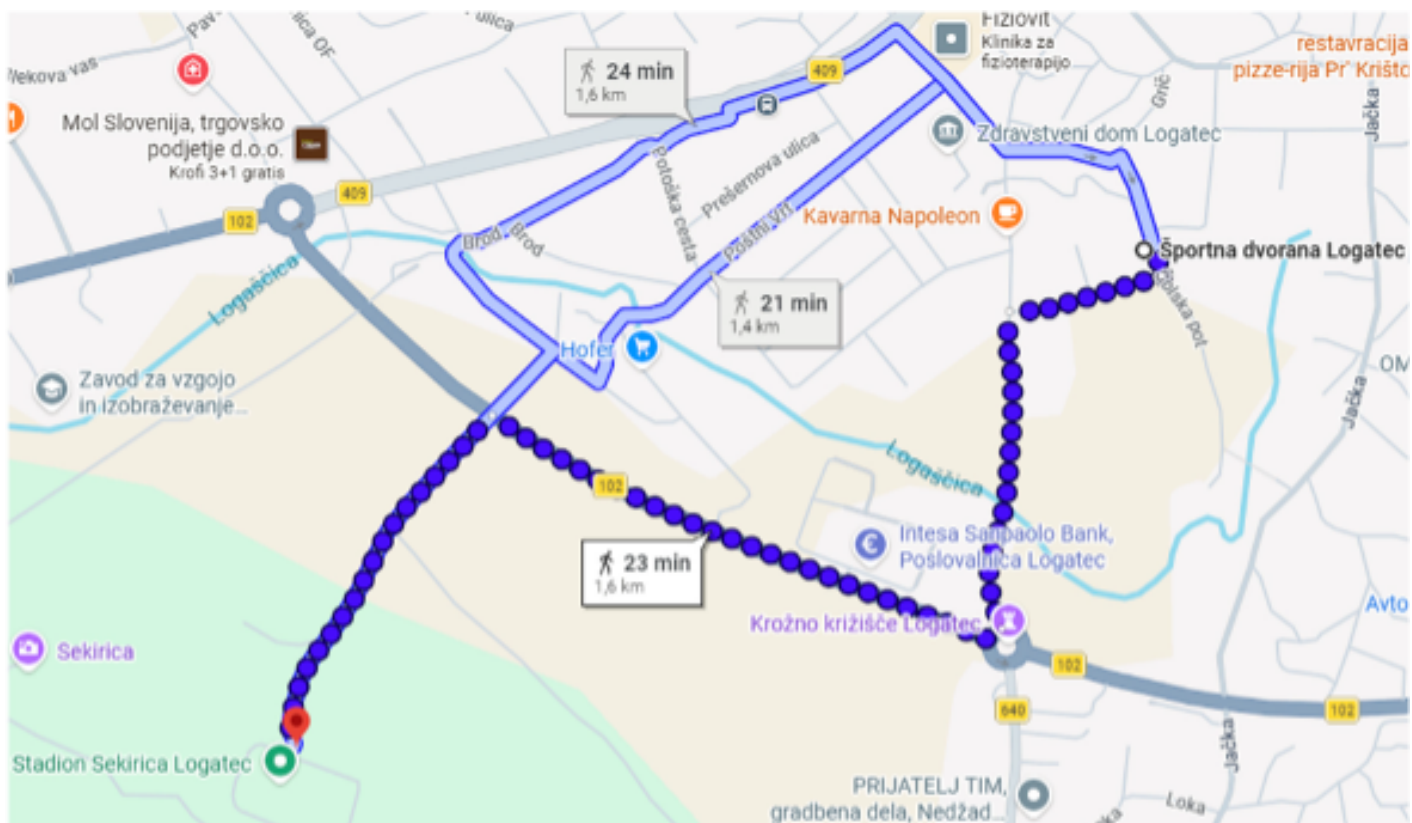 Fiziovit
Klinika za
fizioterapijo
restavracija
pizze-rija Pr' Krišto
24 min
1,6 km
409
ulica
lica OF
Wekova vas
Mol Slovenija, trgovsko
podjetje d.o.o.
Krofi 3+1 gratis
Grič
Jačka
Zdravstveni dom Logatec
Prešernova ulica
Potoška cesta
409
102
Kavarna Napoleon
Brod
Brod
Poštni Vrt
Športna dvorana Logatec
Logaščica
21 min
1,4 km
Hofer
Zavod za vzgojo
in izobraževanje...
OM
Jačka
102
Logaščica
Intesa Sanpaolo Bank,
Poslovalnica Logatec
23 min
1,6 km
Krožno križišče Logatec
Avto
Sekirica
102
640
102
Stadion Sekirica Logatec
Jačka
PRIJATELJ TIM,
gradbena dela, Nedžad...
Loka